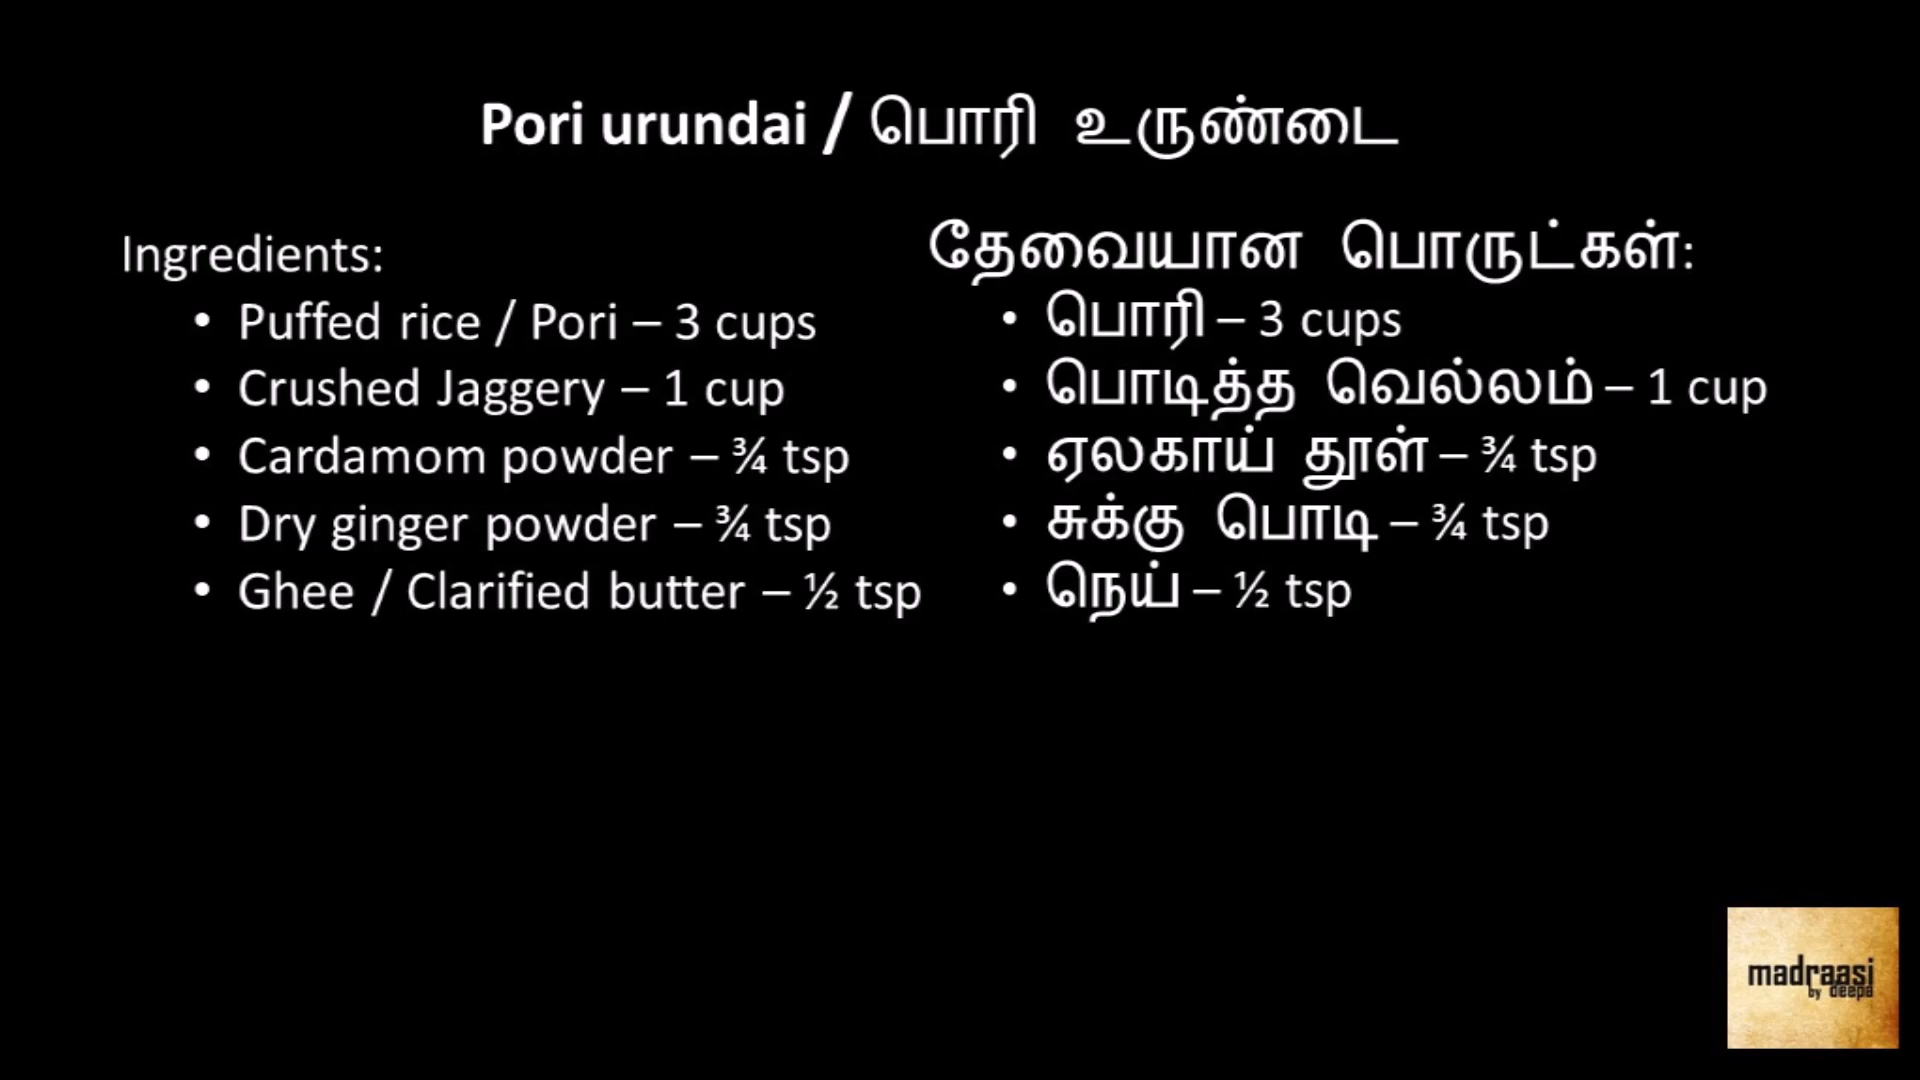 Pori urundai / பொரி உருண்டை
Ingredients:
• Puffed rice / Pori – 3 cups
• Crushed Jaggery – 1 cup
• Cardamom powder – ¾ tsp
• Dry ginger powder – ¾ tsp
• Ghee / Clarified butter – ½ tsp
தேவையான பொருட்கள்:
• பொரி – 3 cups
• பொடித்த வெல்லம் – 1 cup
• ஏலகாய் தூள் – ¾ tsp
• சுக்கு பொடி – ¾ tsp
• நெய் – ½ tsp
madraasi
by deepa